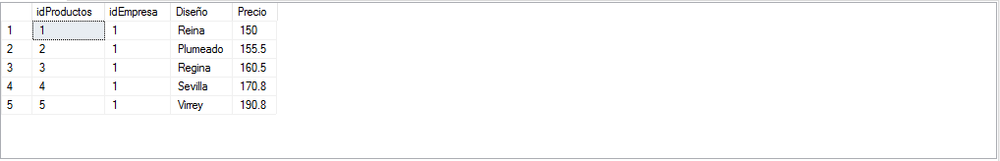 idProductos idEmpresa Diseño Precio
1 1 1 Reina 150
2 2 1 Plumeado 155.5
3 3 1 Regina 160.5
4 4 1 Sevilla 170.8
5 5 1 Virrey 190.8